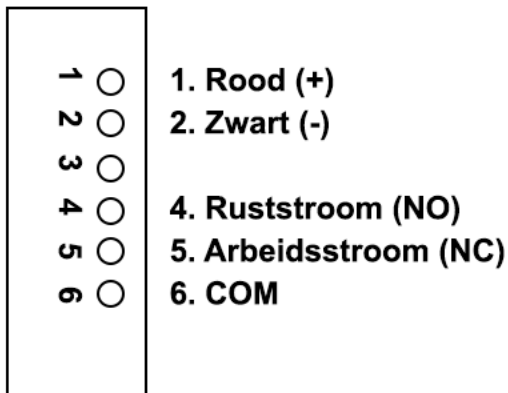 1 1. Rood (+)
2 2. Zwart (-)
3
4 4. Ruststroom (NO)
5 5. Arbeidsstroom (NC)
6 6. COM